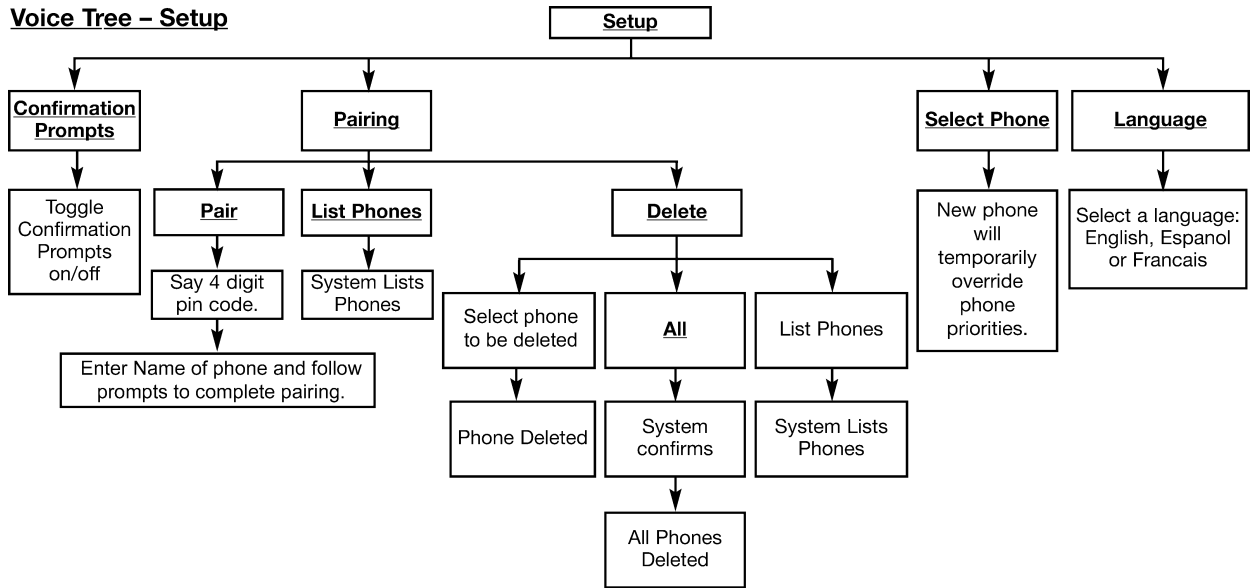 Voice Tree – Setup
Setup
Confirmation
Prompts
Pairing
Select Phone
Language
Toggle
Confirmation
Prompts
on/off
Pair
List Phones
Delete
New phone
will
temporarily
override
phone
priorities.
Select a language:
English, Espanol
or Francais
Say 4 digit
pin code.
System Lists
Phones
Select phone
to be deleted
All
List Phones
Enter Name of phone and follow
prompts to complete pairing.
Phone Deleted
System
confirms
System Lists
Phones
All Phones
Deleted